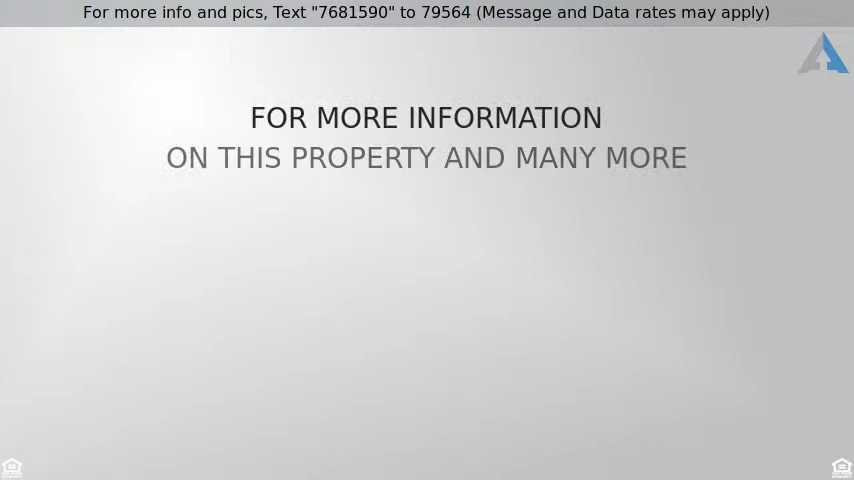 For more info and pics, Text "7681590" to 79564 (Message and Data rates may apply)
FOR MORE INFORMATION
ON THIS PROPERTY AND MANY MORE